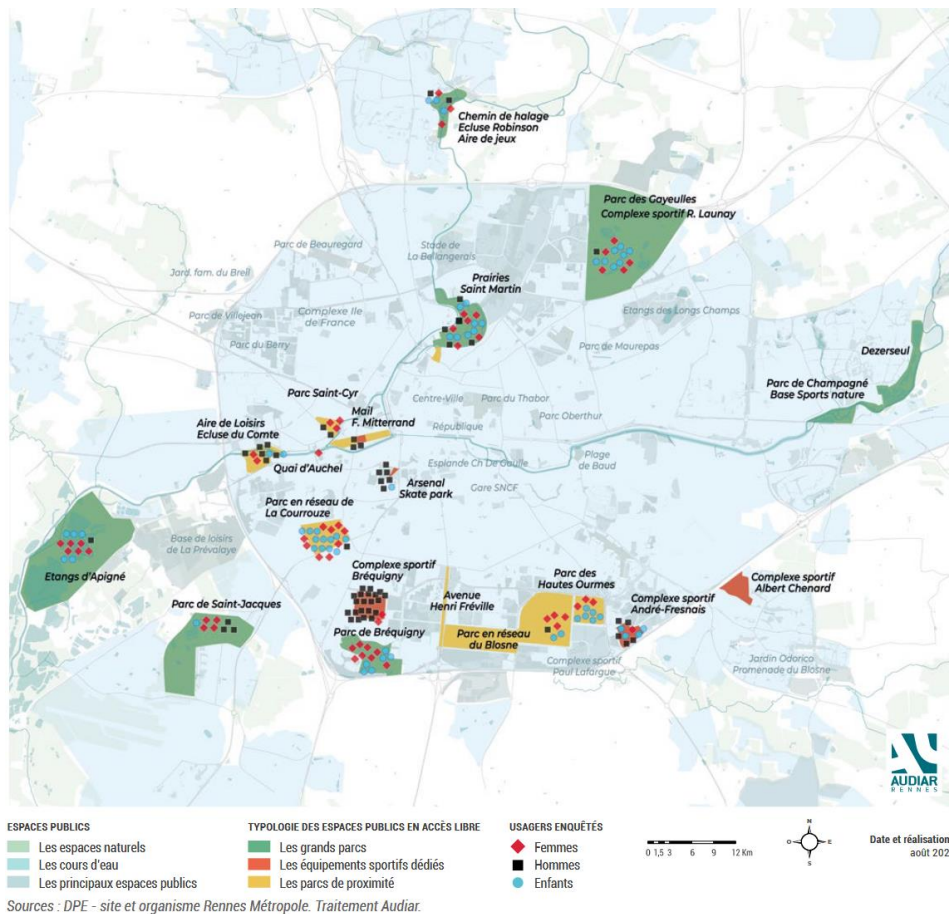 Chemin de halage
Ecluse Robinson
Aire de jeux
Parc des Gayeulles
Complexe sportif R. Launay
Parc de Beauregard
Stade de
La Bellangerais
Jard. fam. du Breil
Prairies
Saint Martin
Parc de Villejean
Complexe Ile
de France
Etangs des Longs Champs
Parc du Berry
Parc de Maurepas
Dezerseul
Parc de Champagné
Base Sports nature
Parc Saint-Cyr
Centre-Ville
Parc du Thabor
Mail
F. Mitterrand
Parc Oberthur
Aire de Loisirs
Ecluse du Comte
République
Quai d'Auchel
Esplande Ch De Gaulle
Plage
de Baud
Arsenal
Skate park
Gare SNCF
Parc en réseau de
La Courrouze
Base de loisirs
de La Prévalaye
Etangs d'Apigné
Complexe sportif
Bréquigny
Avenue
Henri Fréville
Parc des
Hautes Ourmes
Complexe sportif
André-Fresnais
Complexe sportif
Albert Chenard
Parc de Saint-Jacques
Parc de Bréquigny
Parc en réseau
du Blosne
Complexe sportif
Paul Lafargue
Jardin Odorico
Promenade du Blosne
AUDIAR
RENNES
ESPACES PUBLICS
Les espaces naturels
Les cours d'eau
Les principaux espaces publics
TYPOLOGIE DES ESPACES PUBLICS EN ACCÈS LIBRE
Les grands parcs
Les équipements sportifs dédiés
Les parcs de proximité
USAGERS ENQUÊTÉS
Femmes
Hommes
Enfants
0 1,5 3 6 9 12 Km
N
O E
S
Date et réalisation
août 202
Sources : DPE - site et organisme Rennes Métropole. Traitement Audiar.